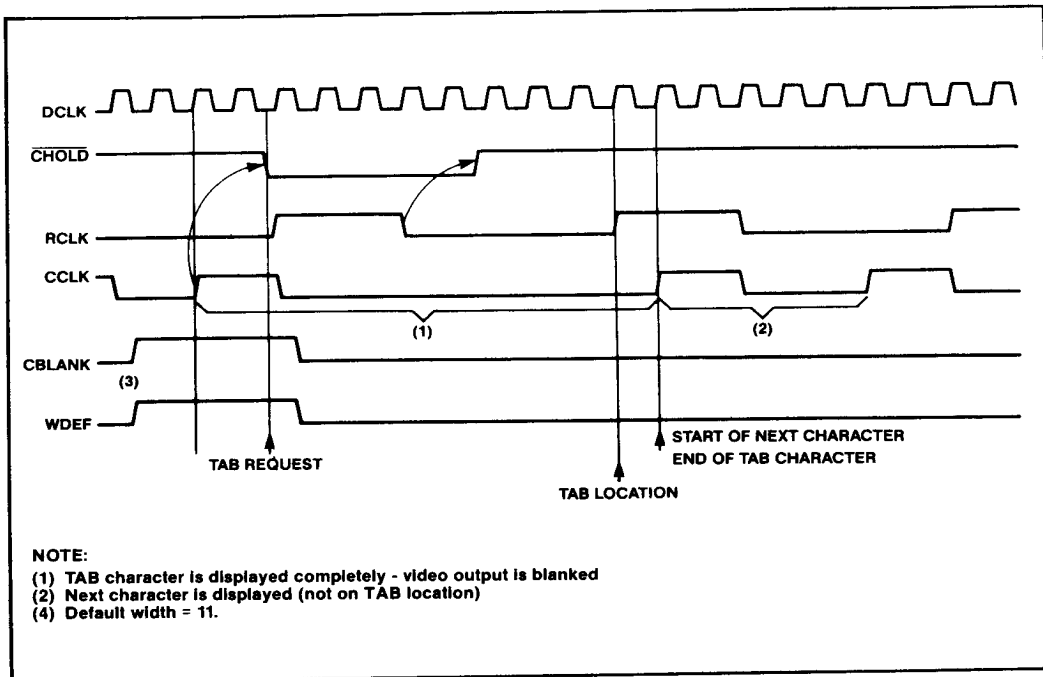 DCLK
CHOLD
RCLK
CCLK
(1)
(2)
CBLANK
(3)
WDEF
TAB REQUEST
START OF NEXT CHARACTER
END OF TAB CHARACTER
TAB LOCATION
NOTE:
(1) TAB character is displayed completely - video output is blanked
(2) Next character is displayed (not on TAB location)
(4) Default width = 11.